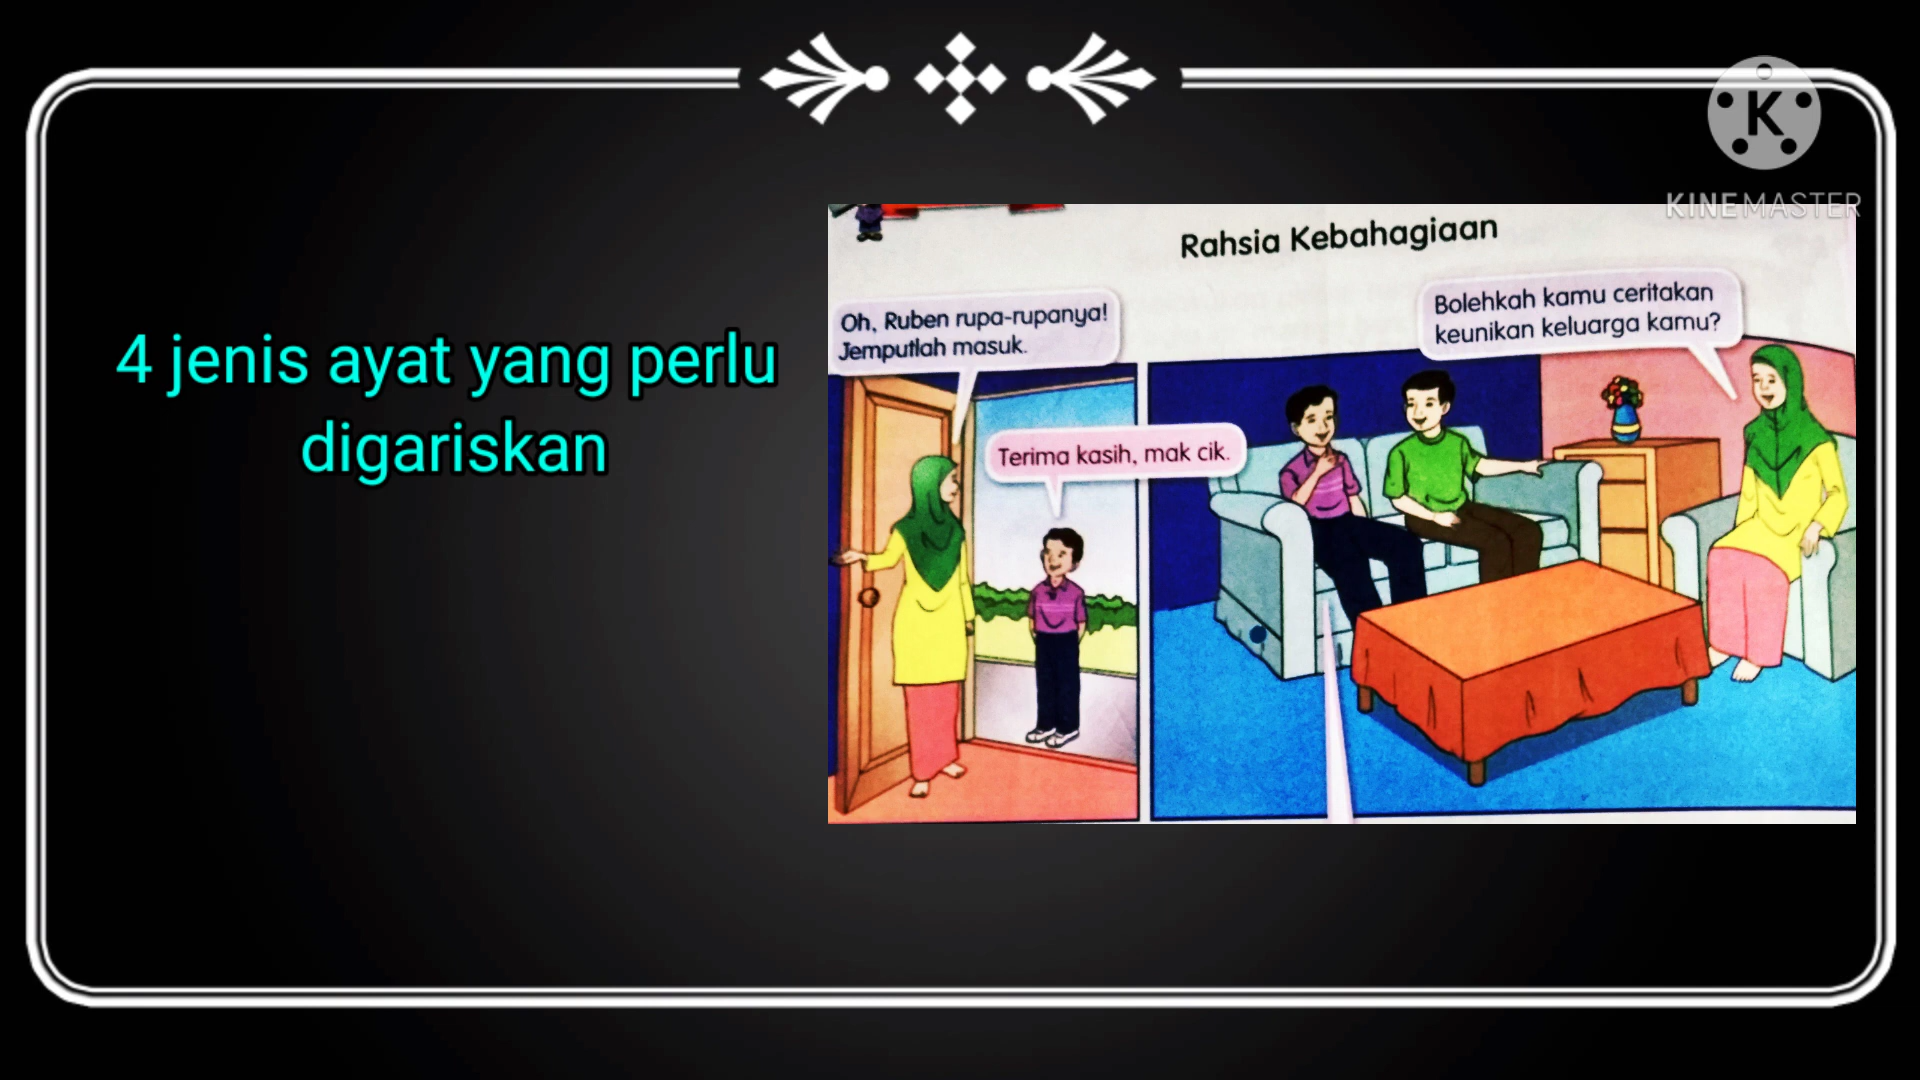 K
KINEMASTER
4 jenis ayat yang perlu
digariskan
Rahsia Kebahagiaan
Oh, Ruben rupa-rupanya!
Jemputlah masuk.
Terima kasih, mak cik.
Bolehkah kamu ceritakan
keunikan keluarga kamu?